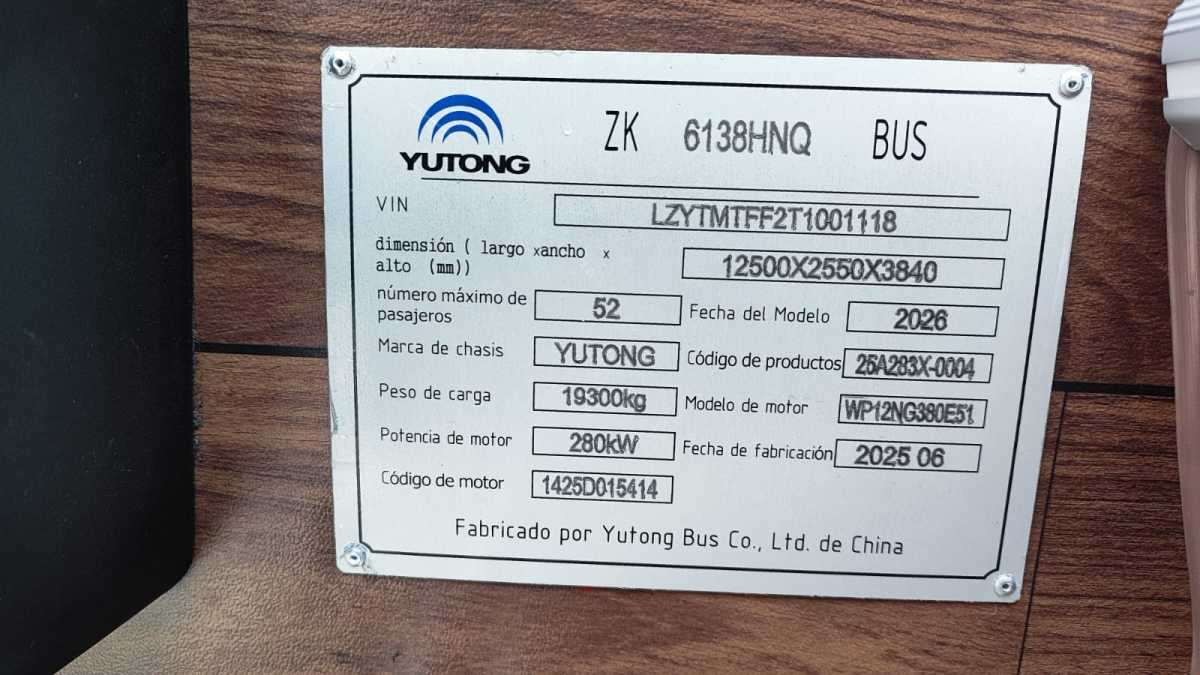 YUTONG
ZK 6138HNQ BUS
VIN LZYTMTFF2T1001118
dimensión ( largo xancho x
alto (mm)) 12500X2550X3840
número máximo de
pasajeros 52 Fecha del Modelo 2026
Marca de chasis YUTONG Código de productos 25A283X-0004
Peso de carga 19300kg Modelo de motor WP12NG380E51
Potencia de motor 280kW Fecha de fabricación 2025 06
Código de motor 1425D015414
Fabricado por Yutong Bus Co., Ltd. de China